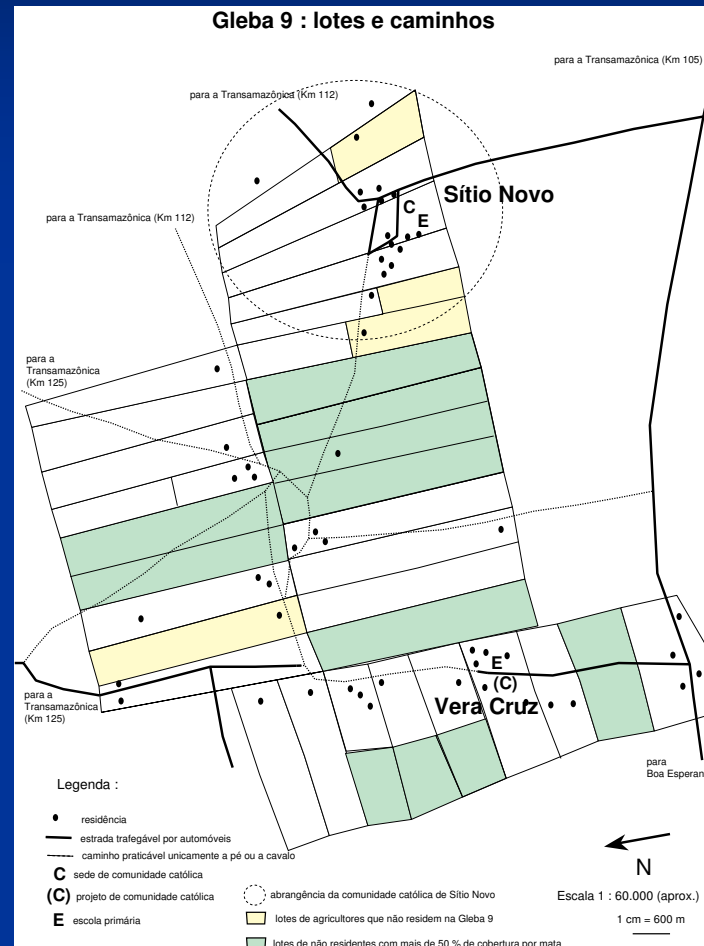 Gleba 9 : lotes e caminhos
para a Transamazônica (Km 105)
para a Transamazônica (Km 112)
Sítio Novo
C
E
para a Transamazônica (Km 112)
para a
Transamazônica
(Km 125)
E
(C)
Vera Cruz
para a
Transamazônica
(Km 125)
para
Boa Esperan
Legenda :
residência
estrada trafegável por automóveis
caminho praticável unicamente a pé ou a cavalo
C sede de comunidade católica
(C) projeto de comunidade católica
E escola primária
abrangência da comunidade católica de Sítio Novo
lotes de agricultores que não residem na Gleba 9
lotes de não residentes com mais de 50 % de cobertura por mata
N
Escala 1 : 60.000 (aprox.)
1 cm = 600 m